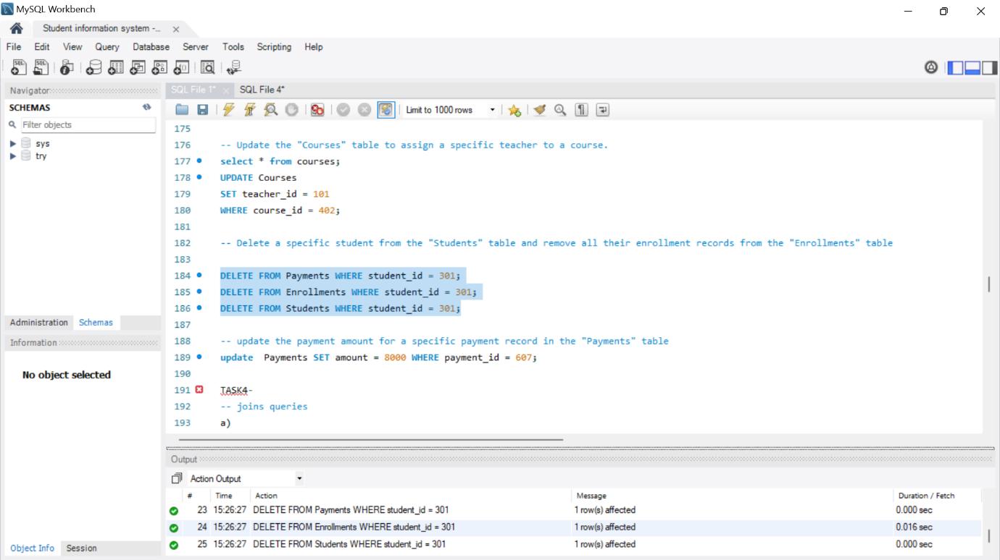 MySQL Workbench
Student information system -...
File Edit View Query Database Server Tools Scripting Help
Navigator
SCHEMAS
Filter objects
sys
try
Administration Schemas
Information
No object selected
Object Info Session
SQL File 1* SQL File 4*
Limit to 1000 rows
175
176 -- Update the "Courses" table to assign a specific teacher to a course.
177 select * from courses;
178 UPDATE Courses
179 SET teacher_id = 101
180 WHERE course_id = 402;
181
182 -- Delete a specific student from the "Students" table and remove all their enrollment records from the "Enrollments" table
183
184 DELETE FROM Payments WHERE student_id = 301;
185 DELETE FROM Enrollments WHERE student_id = 301;
186 DELETE FROM Students WHERE student_id = 301;
187
188 -- update the payment amount for a specific payment record in the "Payments" table
189 update  Payments SET amount = 8000 WHERE payment_id = 607;
190
191 TASK4-
192 -- joins queries
193 a)
Output
Action Output
# Time Action Message Duration / Fetch
23 15:26:27 DELETE FROM Payments WHERE student_id = 301 1 row(s) affected 0.000 sec
24 15:26:27 DELETE FROM Enrollments WHERE student_id = 301 1 row(s) affected 0.016 sec
25 15:26:27 DELETE FROM Students WHERE student_id = 301 1 row(s) affected 0.000 sec